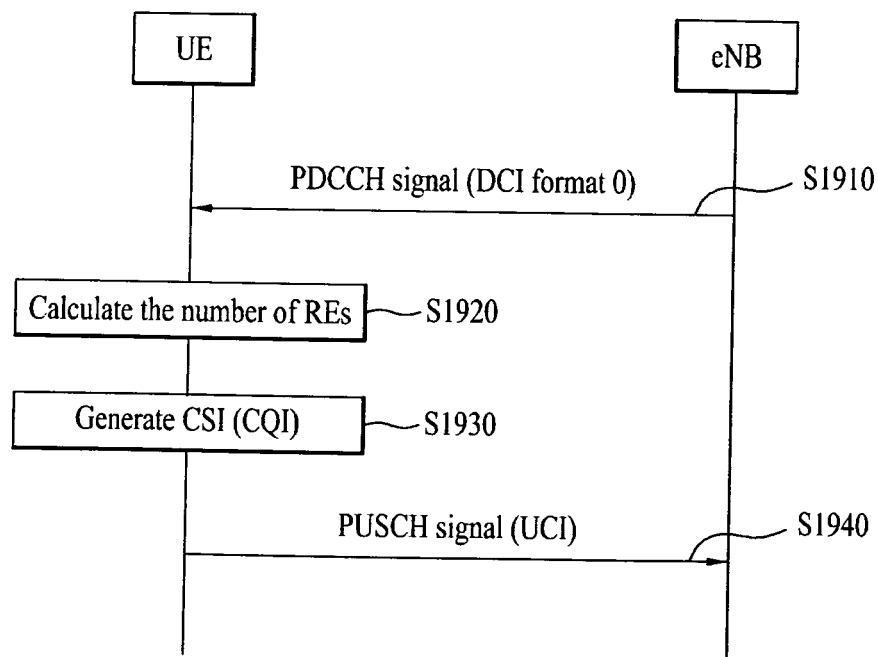 UE
eNB
PDCCH signal (DCI format 0)
S1910
Calculate the number of REs
S1920
Generate CSI (CQI)
S1930
PUSCH signal (UCI)
S1940